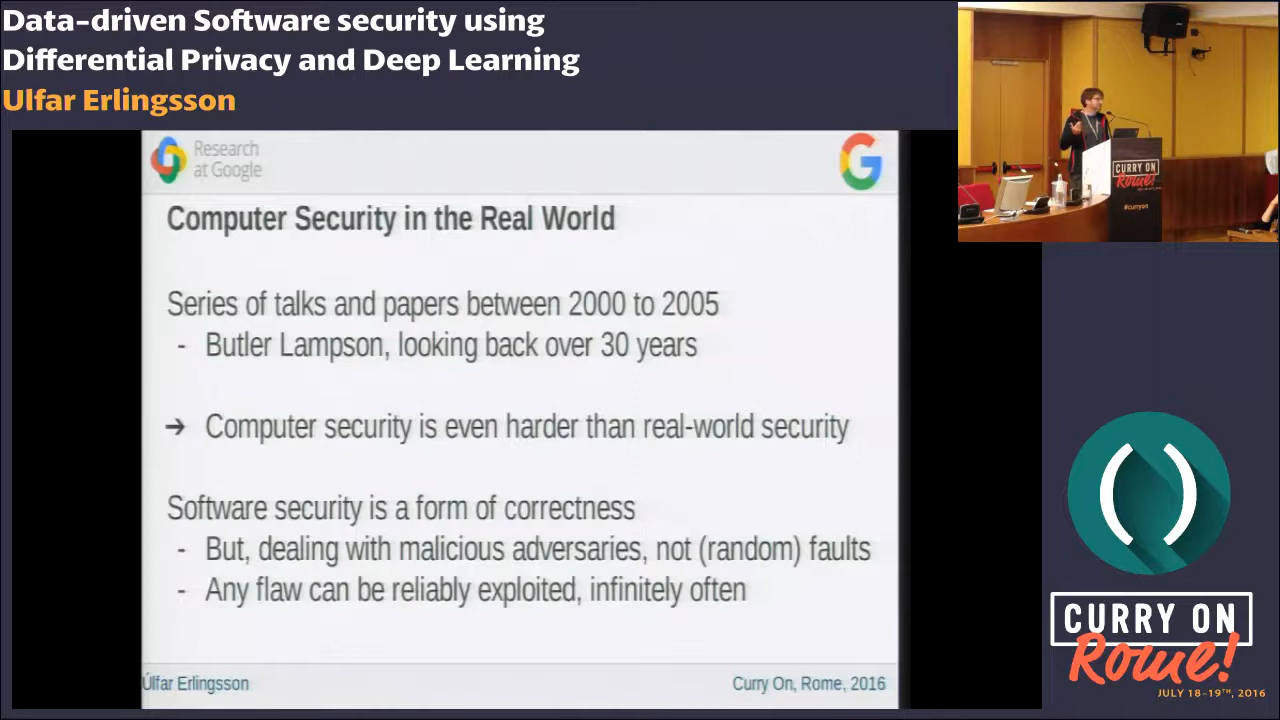 Data-driven Software security using
Differential Privacy and Deep Learning
Ulfar Erlingsson
Research
at Google
Computer Security in the Real World
Series of talks and papers between 2000 to 2005
- Butler Lampson, looking back over 30 years
➔ Computer security is even harder than real-world security
Software security is a form of correctness
- But, dealing with malicious adversaries, not (random) faults
- Any flaw can be reliably exploited, infinitely often
Úlfar Erlingsson
Curry On, Rome, 2016
CURRY ON
Rome!
#curryon
( )
CURRY ON
Rome!
JULY 18-19TH, 2016